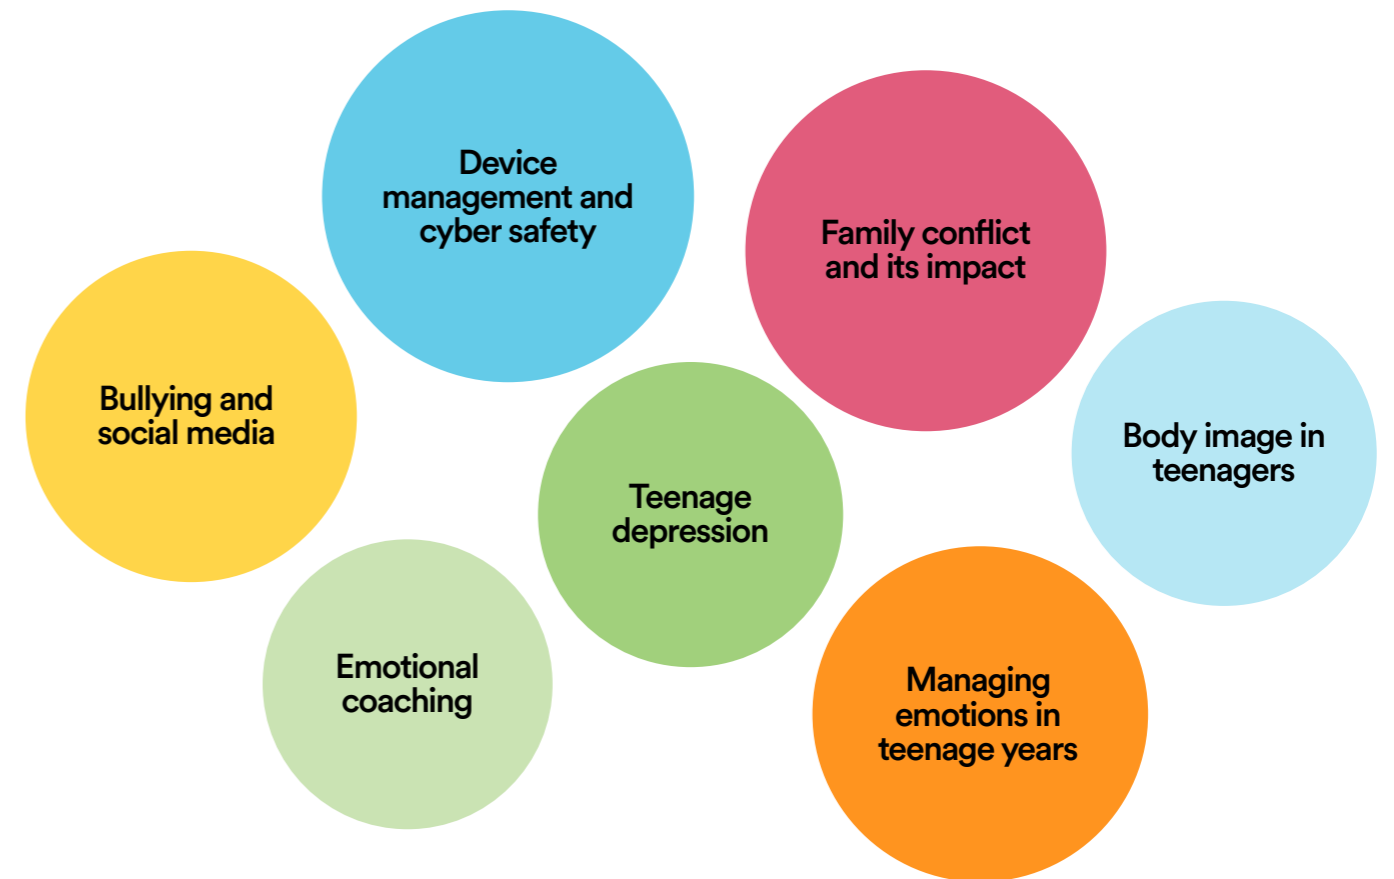 Device
management and
cyber safety
Family conflict
and its impact
Bullying and
social media
Body image in
teenagers
Teenage
depression
Emotional
coaching
Managing
emotions in
teenage years